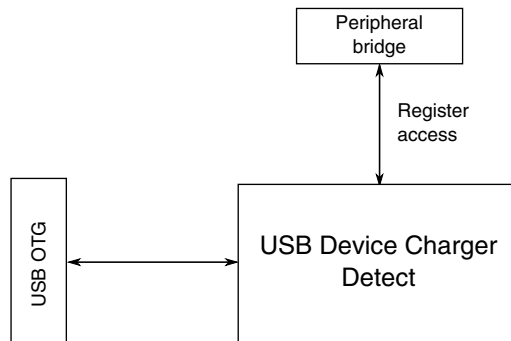 Peripheral
bridge
Register
access
USB OTG
USB Device Charger
Detect